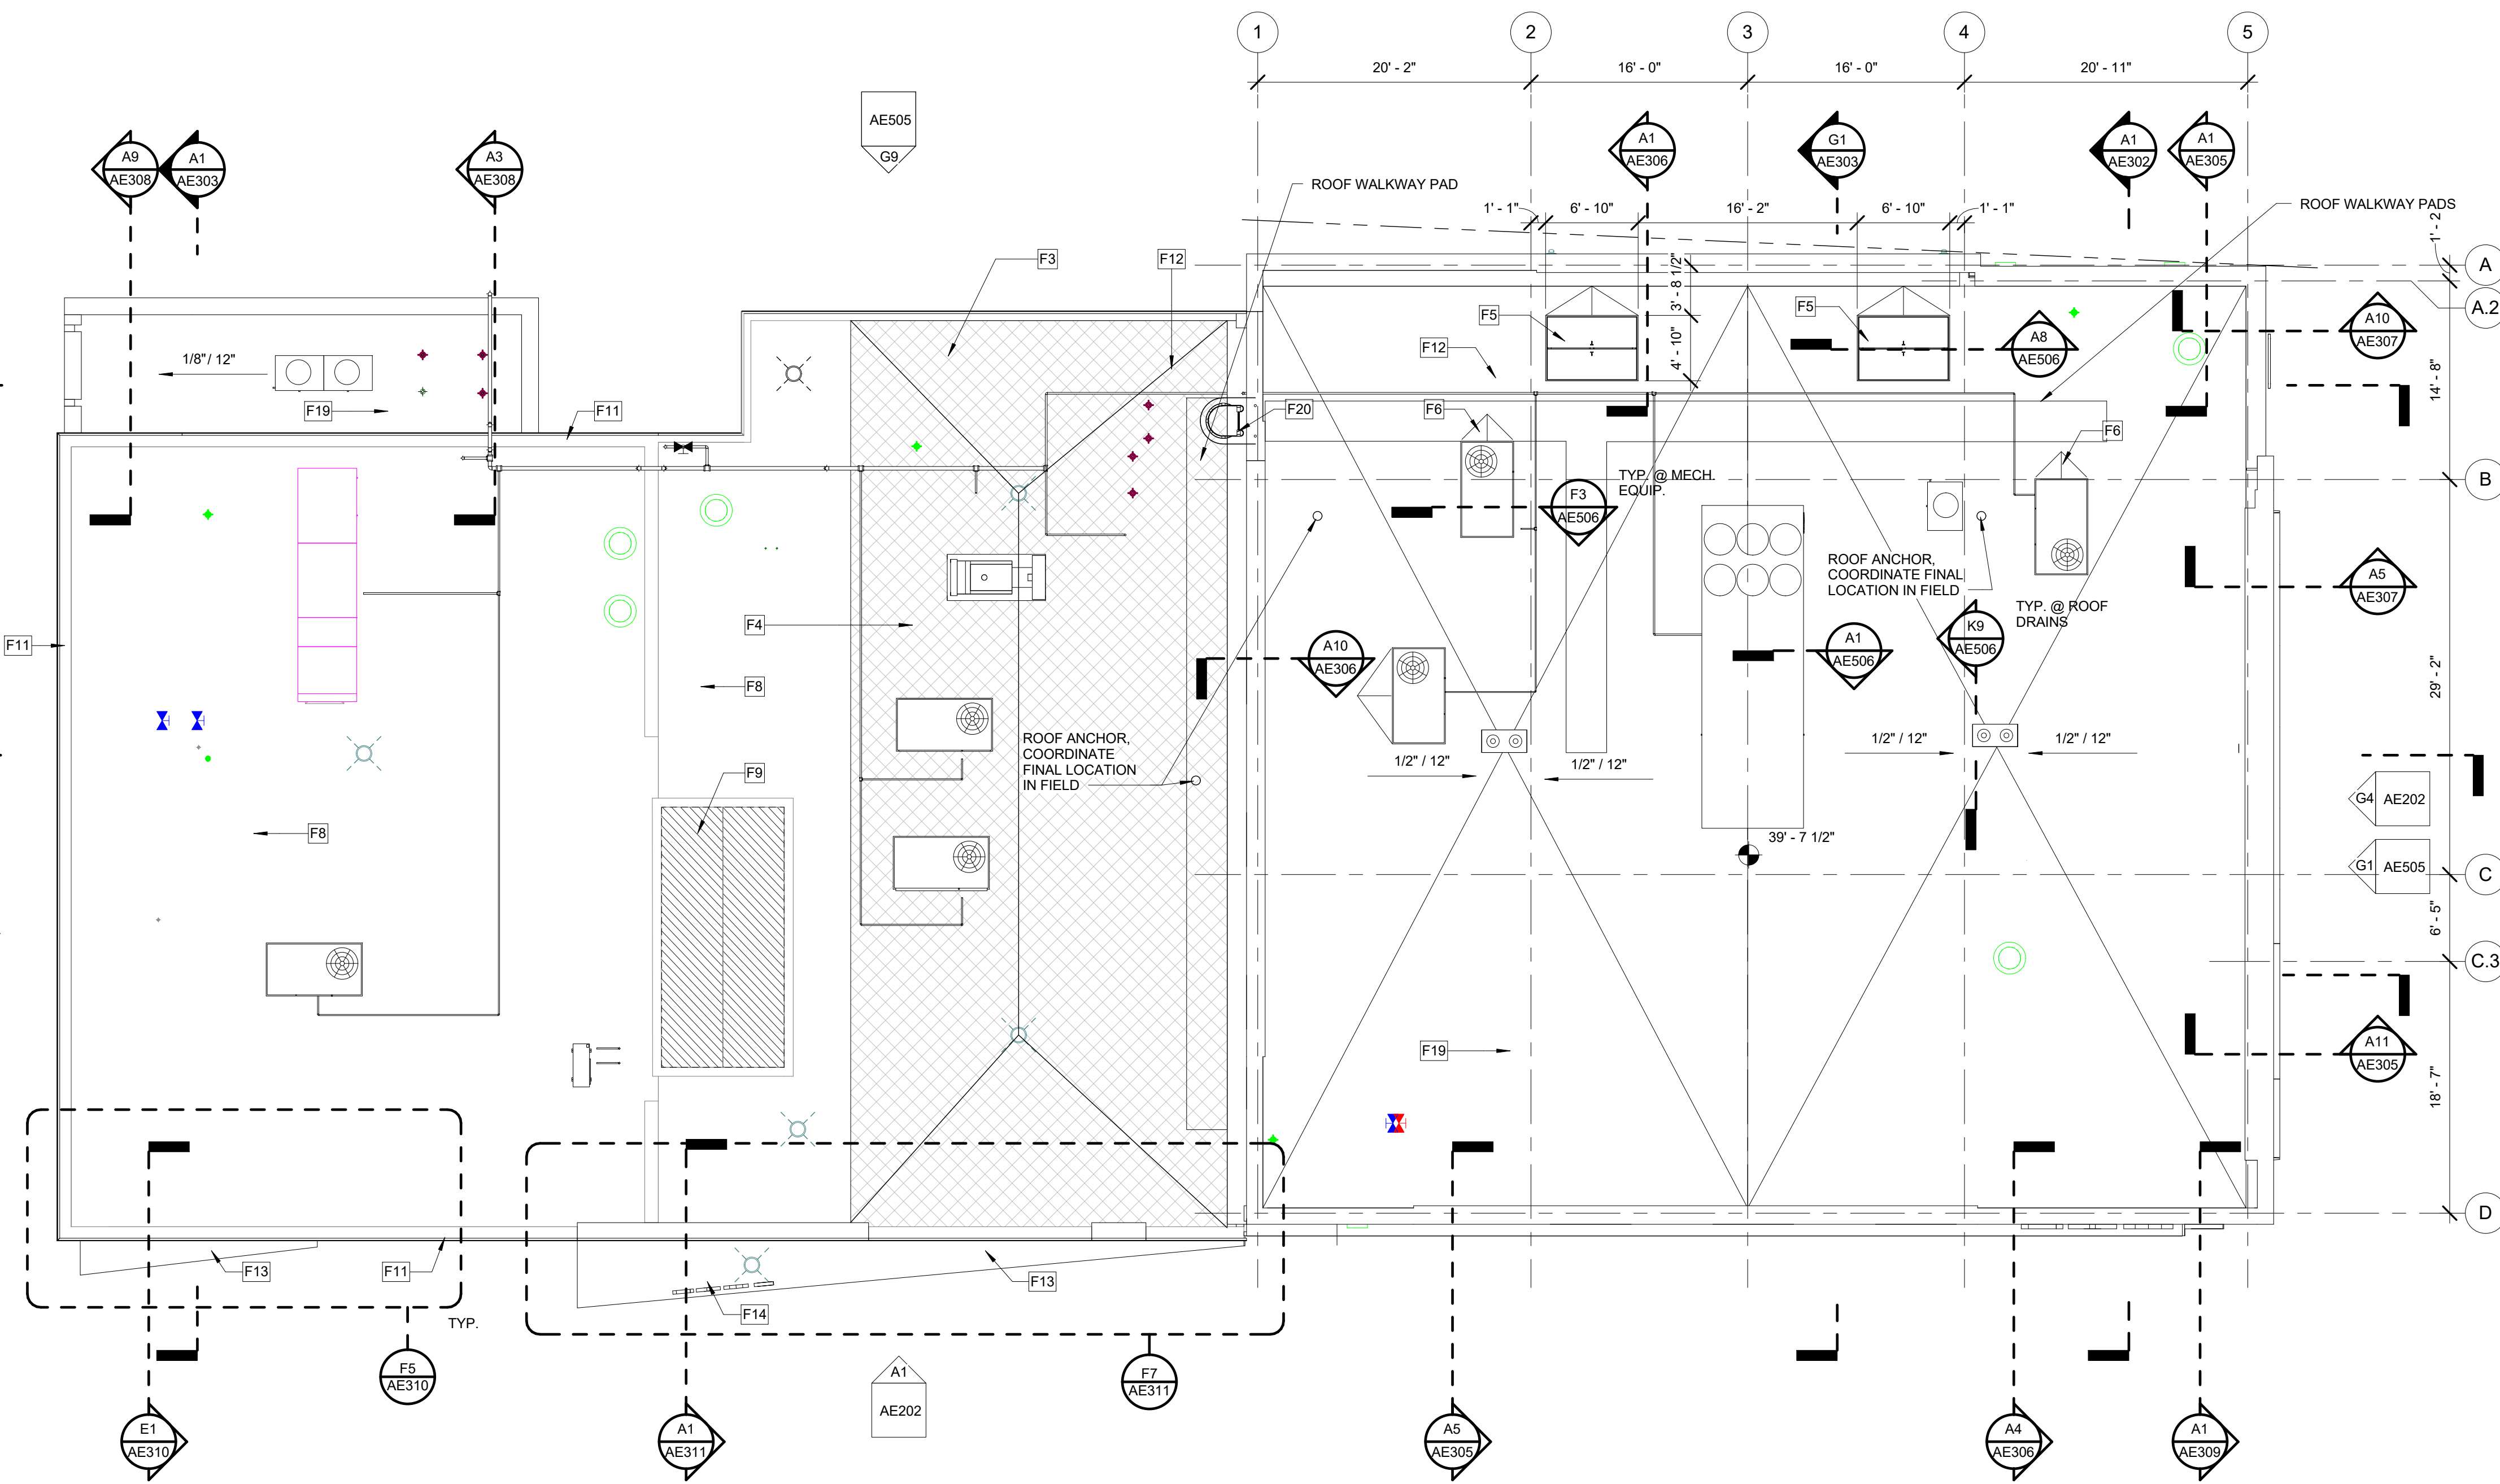 1
2
3
4
5
20' - 2"
16' - 0"
16' - 0"
20' - 11"
AE505
G9
A9
AE308
A1
AE303
A3
AE308
A1
AE306
G1
AE303
A1
AE302
A1
AE305
ROOF WALKWAY PAD
1' - 1"
6' - 10"
16' - 2"
6' - 10"
1' - 1"
ROOF WALKWAY PADS
1' - 2
A
A.2
F3
F12
3' - 8 1/2"
4' - 10"
F5
F5
A8
AE506
A10
AE307
F12
1/8"/ 12"
F19
F11
F20
F6
F6
14' - 8"
TYP. @ MECH.
EQUIP.
B
F3
AE506
ROOF ANCHOR,
COORDINATE FINAL
LOCATION IN FIELD
A5
AE307
TYP. @ ROOF
DRAINS
F11
F4
F8
A10
AE306
A1
AE506
K9
AE506
29' - 2"
ROOF ANCHOR,
COORDINATE
FINAL LOCATION
IN FIELD
1/2" / 12"
1/2" / 12"
1/2" / 12"
1/2" / 12"
F9
F8
G4
AE202
39' - 7 1/2"
G1
AE505
C
6' - 5"
C.3
F19
A11
AE305
18' - 7"
D
F13
F11
F13
F14
TYP.
F5
AE310
A1
AE202
F7
AE311
E1
AE310
A1
AE311
A5
AE305
A4
AE306
A1
AE309